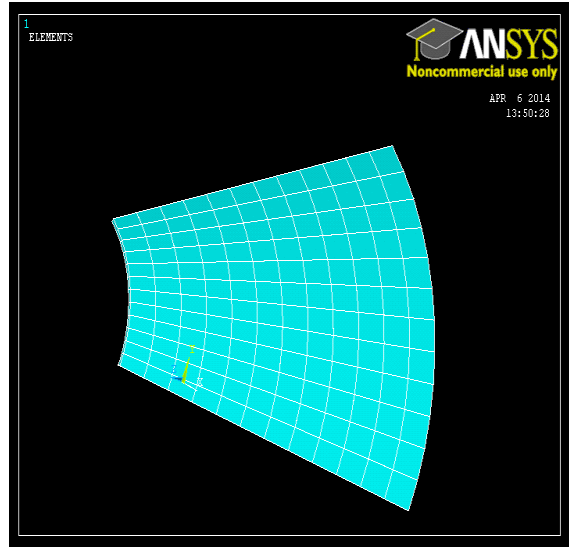 1
ELEMENTS
ANSYS
Noncommercial use only
APR 6 2014
13:50:28